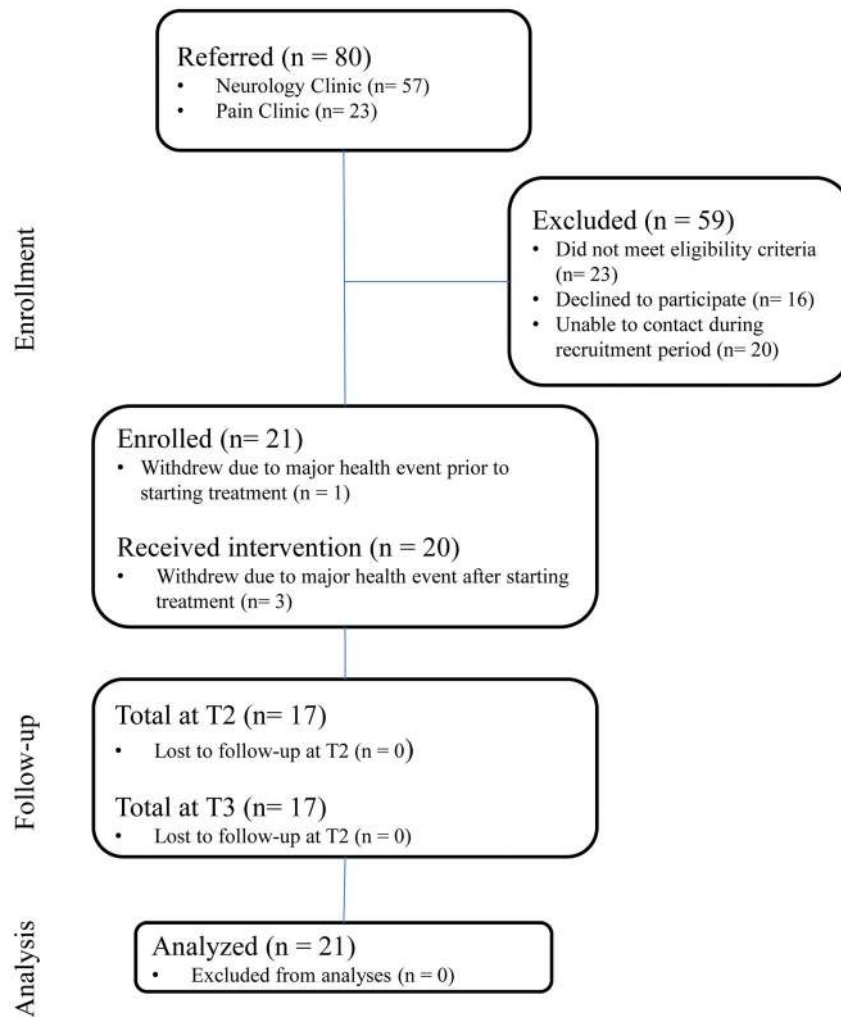 Referred (n = 80)
• Neurology Clinic (n= 57)
• Pain Clinic (n= 23)
Enrollment
Excluded (n = 59)
• Did not meet eligibility criteria
(n= 23)
• Declined to participate (n= 16)
• Unable to contact during
recruitment period (n= 20)
Enrolled (n= 21)
• Withdrew due to major health event prior to
starting treatment (n = 1)
Received intervention (n = 20)
• Withdrew due to major health event after starting
treatment (n= 3)
Follow-up
Total at T2 (n= 17)
• Lost to follow-up at T2 (n = 0)
Total at T3 (n= 17)
• Lost to follow-up at T2 (n = 0)
Analysis
Analyzed (n = 21)
• Excluded from analyses (n = 0)